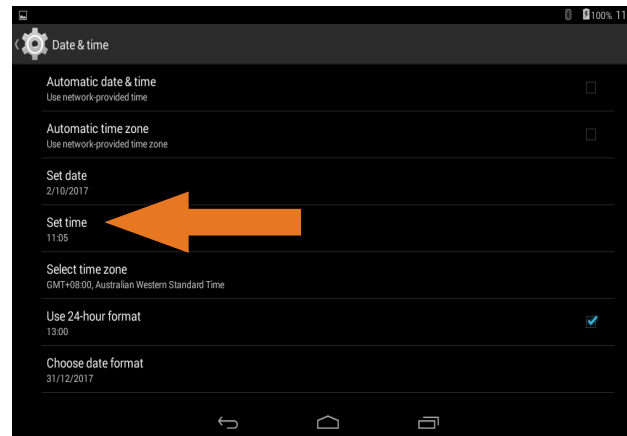 100% 11
Date & time
Automatic date & time
Use network-provided time
Automatic time zone
Use network-provided time zone
Set date
2/10/2017
Set time
11:05
Select time zone
GMT+08:00, Australian Western Standard Time
Use 24-hour format
13:00
Choose date format
31/12/2017